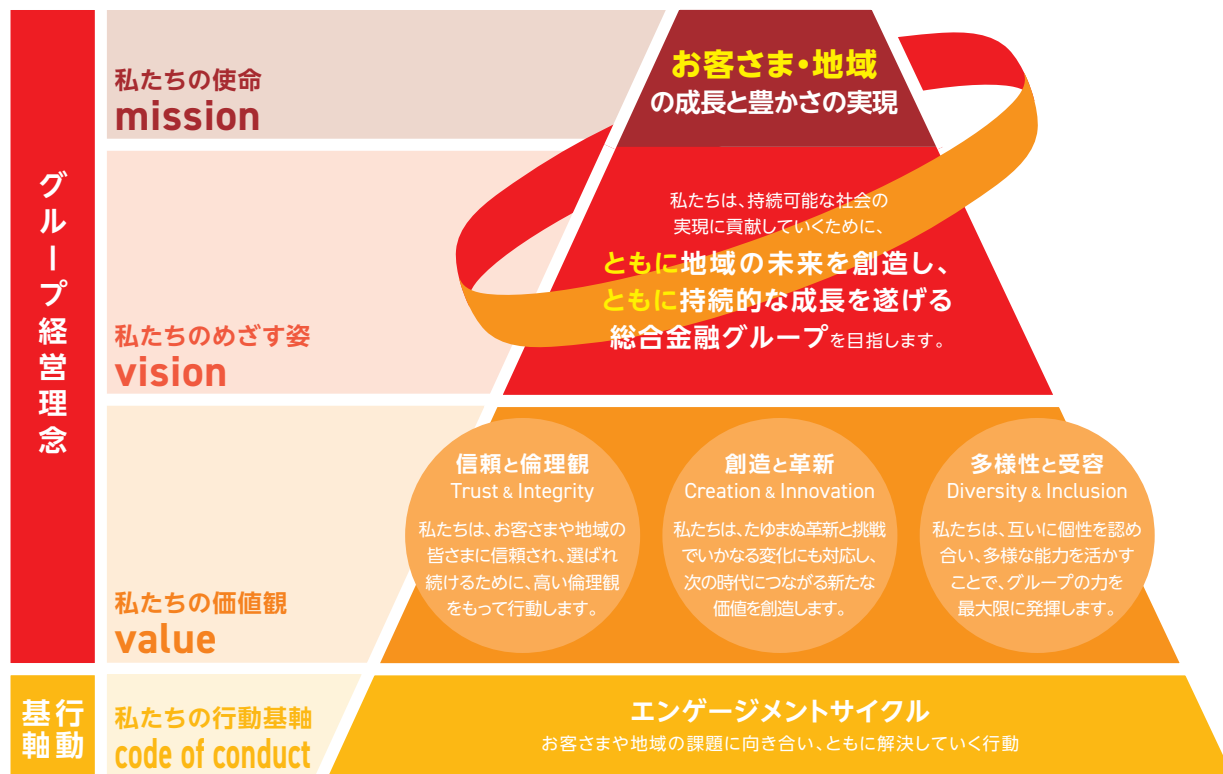 グループ経営理念
私たちの使命
mission
お客さま・地域
の成長と豊かさの実現
私たちのめざす姿
vision
私たちは、持続可能な社会の
実現に貢献していくために、
ともに地域の未来を創造し、
ともに持続的な成長を遂げる
総合金融グループを目指します。
私たちの価値観
value
信頼と倫理観
Trust & Integrity
私たちは、お客さまや地域の
皆さまに信頼され、選ばれ
続けるために、高い倫理観
をもって行動します。
創造と革新
Creation & Innovation
私たちは、たゆまぬ革新と挑戦
でいかなる変化にも対応し、
次の時代につながる新たな
価値を創造します。
多様性と受容
Diversity & Inclusion
私たちは、互いに個性を認め
合い、多様な能力を活かす
ことで、グループの力を
最大限に発揮します。
行動
基軸
私たちの行動基軸
code of conduct
エンゲージメントサイクル
お客さまや地域の課題に向き合い、ともに解決していく行動